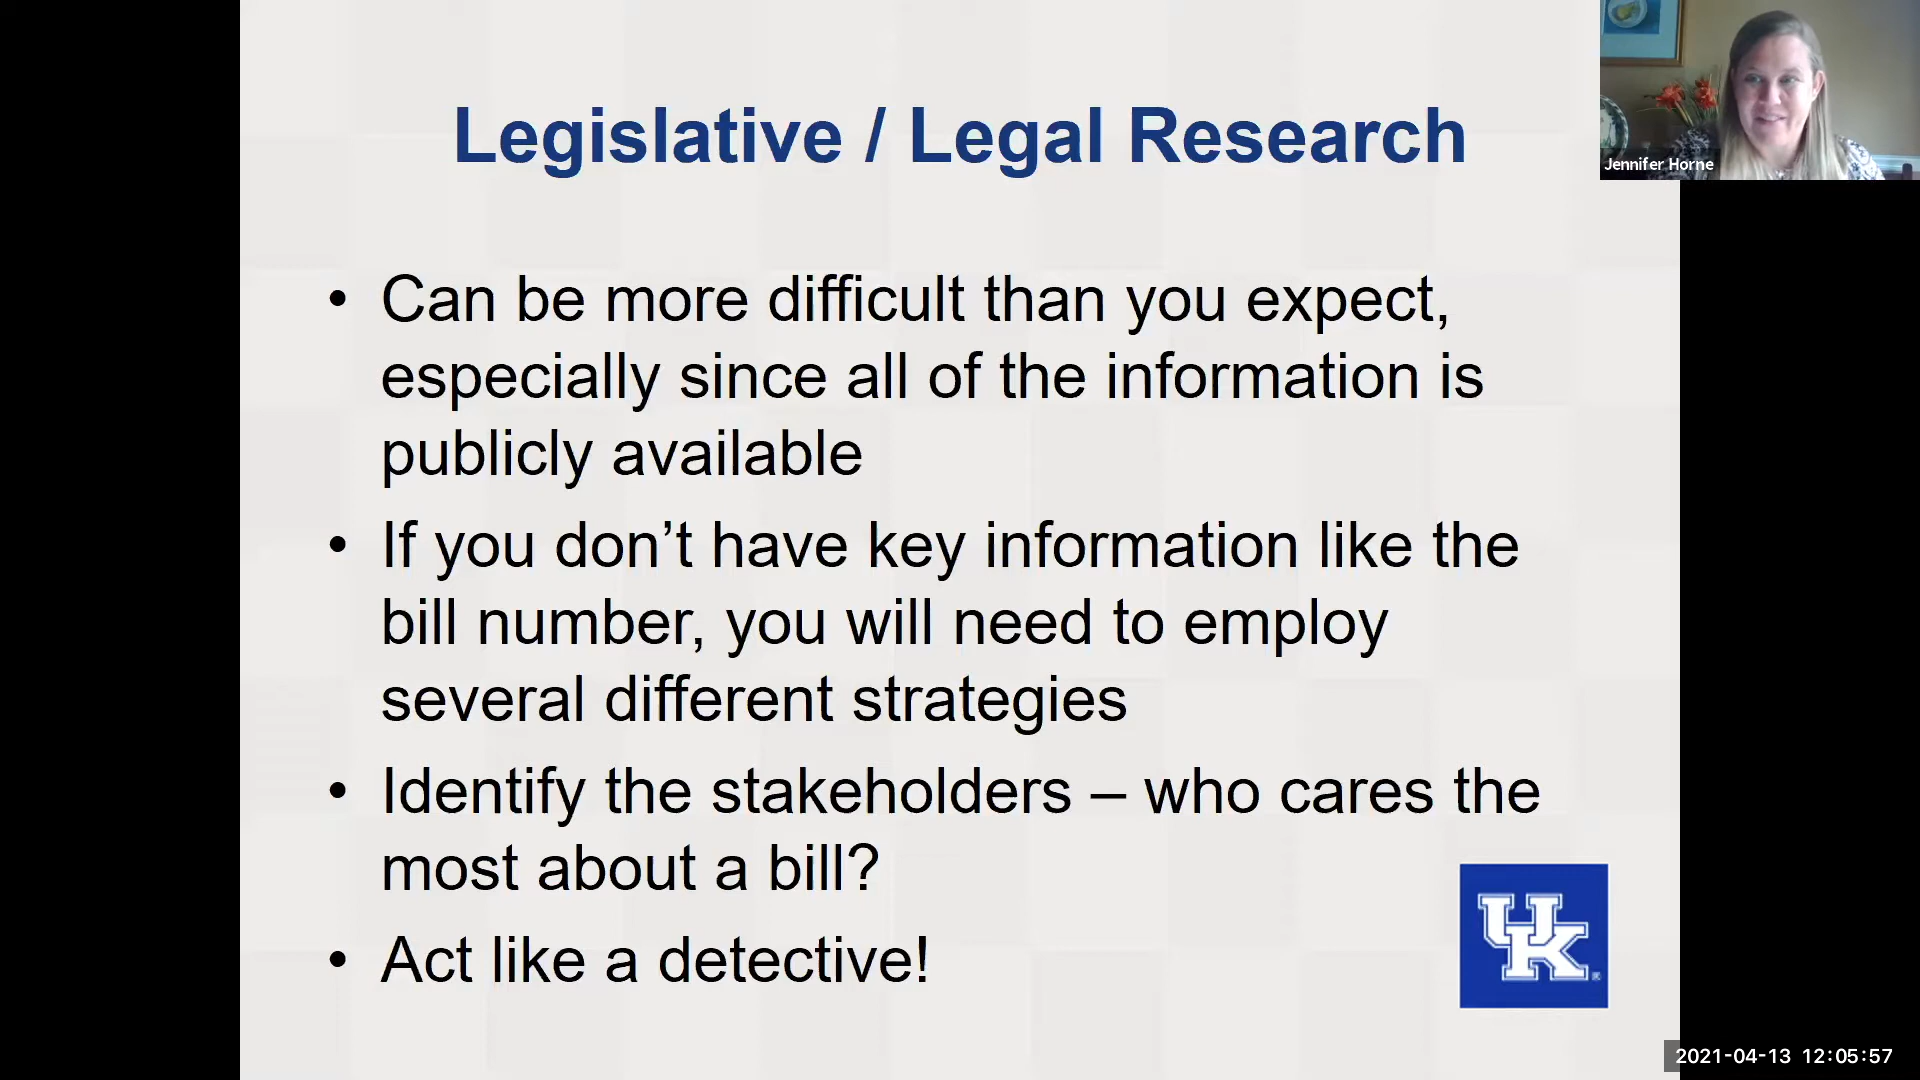 Legislative / Legal Research
Jennifer Horne
• Can be more difficult than you expect,
especially since all of the information is
publicly available
• If you don’t have key information like the
bill number, you will need to employ
several different strategies
• Identify the stakeholders – who cares the
most about a bill?
• Act like a detective!
UK
2021-04-13 12:05:57